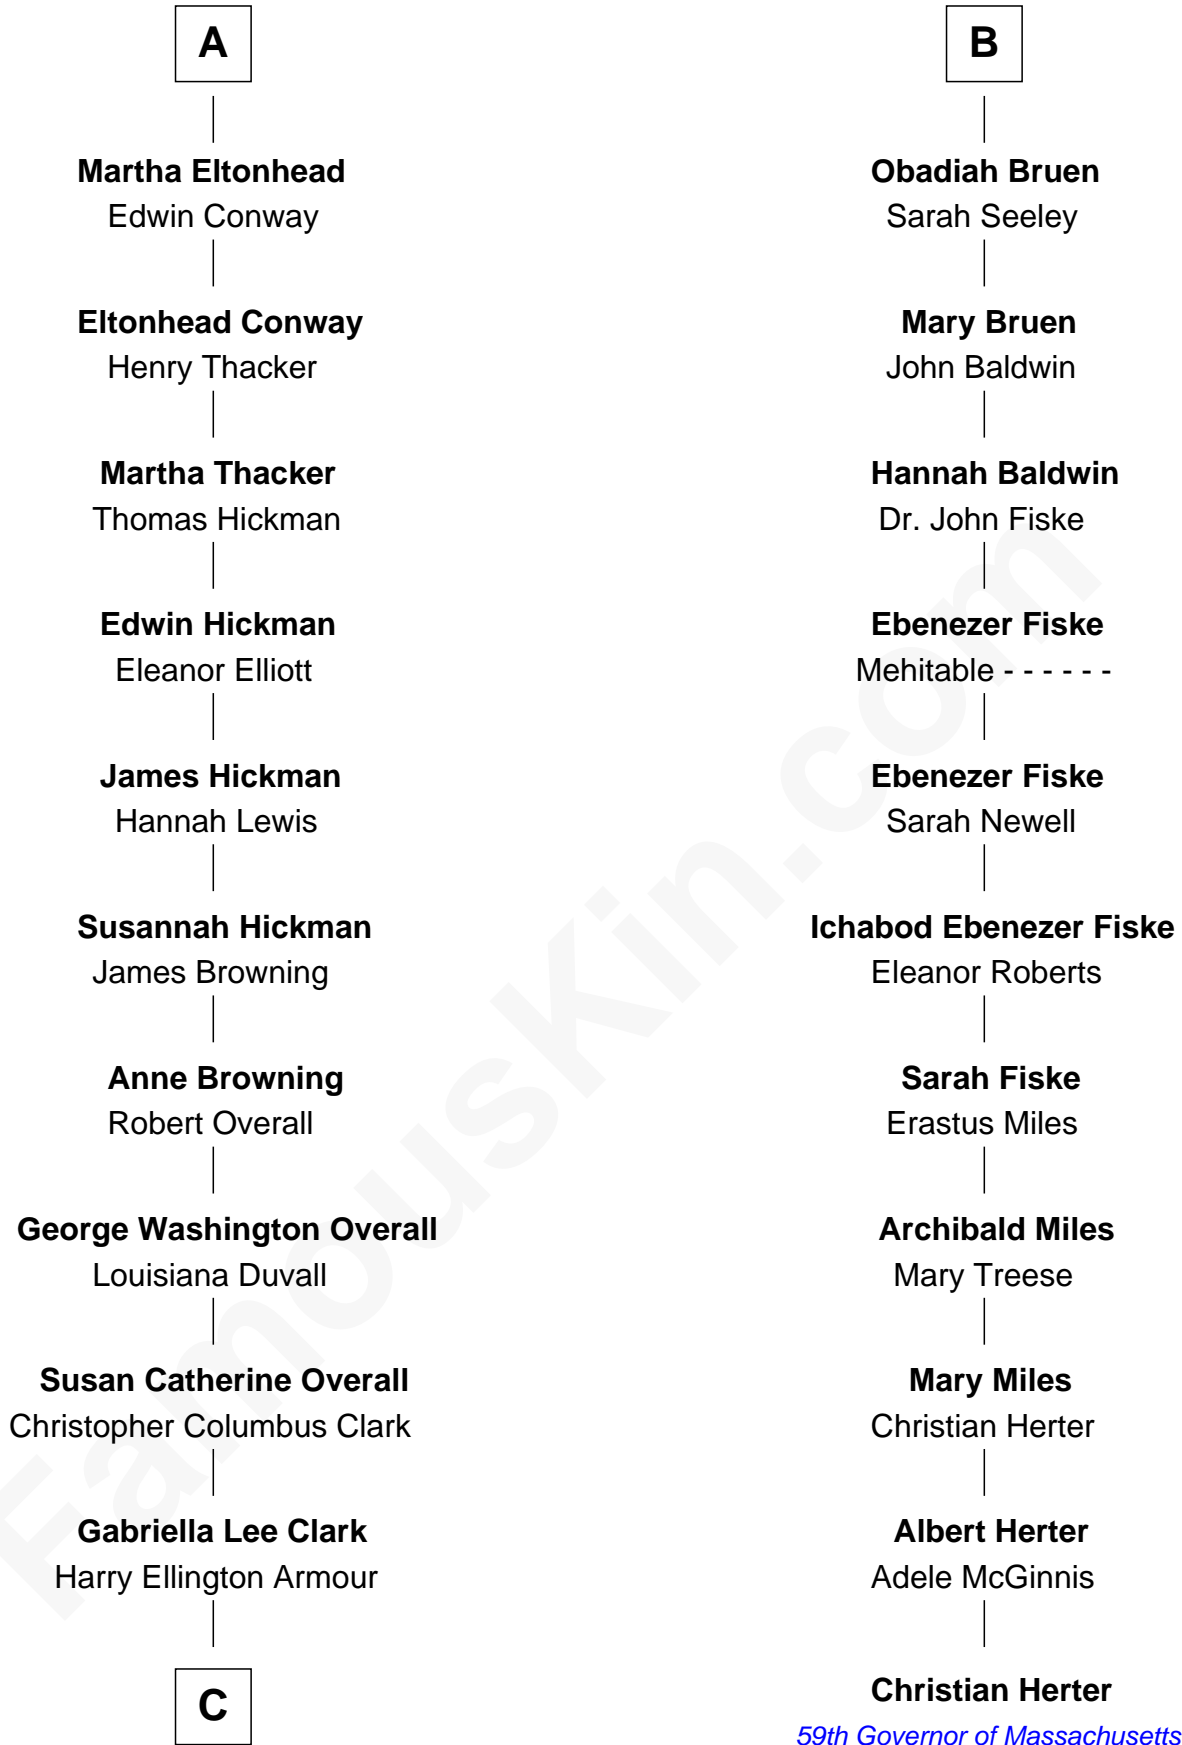 A
Martha Eltonhead
Edwin Conway
Eltonhead Conway
Henry Thacker
Martha Thacker
Thomas Hickman
Edwin Hickman
Eleanor Elliott
James Hickman
Hannah Lewis
Susannah Hickman
James Browning
Anne Browning
Robert Overall
George Washington Overall
Louisiana Duvall
Susan Catherine Overall
Christopher Columbus Clark
Gabriella Lee Clark
Harry Ellington Armour
C
B
Obadiah Bruen
Sarah Seeley
Mary Bruen
John Baldwin
Hannah Baldwin
Dr. John Fiske
Ebenezer Fiske
Mehitable - - - - - -
Ebenezer Fiske
Sarah Newell
Ichabod Ebenezer Fiske
Eleanor Roberts
Sarah Fiske
Erastus Miles
Archibald Miles
Mary Treese
Mary Miles
Christian Herter
Albert Herter
Adele McGinnis
Christian Herter
59th Governor of Massachusetts
FamousKin.com